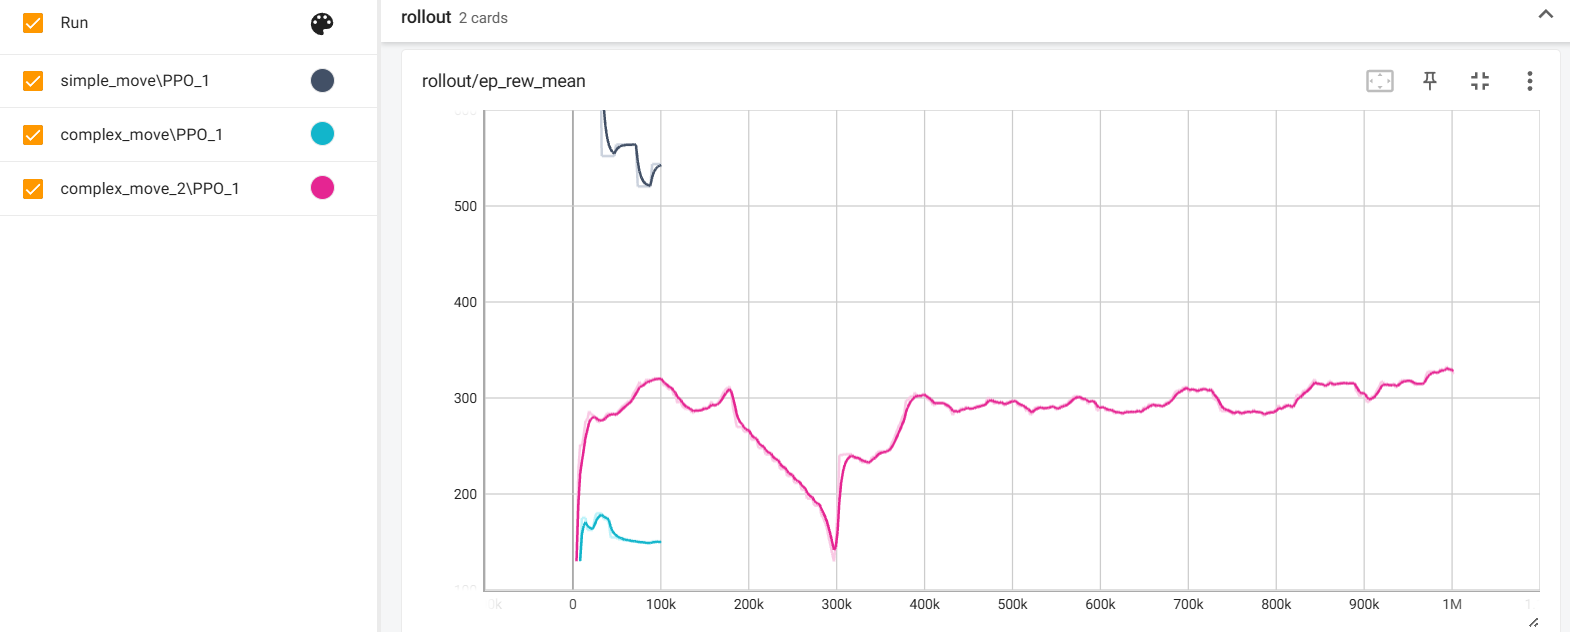 Run
simple_move\PPO_1
complex_move\PPO_1
complex_move_2\PPO_1
rollout 2 cards
rollout/ep_rew_mean
500
400
300
200
0 100k 200k 300k 400k 500k 600k 700k 800k 900k 1M